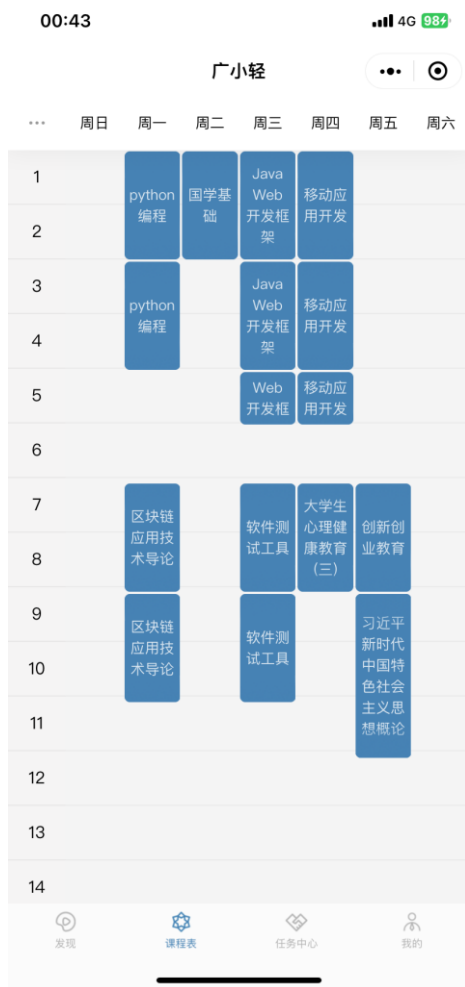 00:43
4G 98
广小轻
周日 周一 周二 周三 周四 周五 周六
1
2
3
4
5
6
7
8
9
10
11
12
13
14
python
编程
国学基
础
Java
Web
开发框
架
移动应
用开发
python
编程
Java
Web
开发框
架
移动应
用开发
Web
开发框
移动应
用开发
区块链
应用技
术导论
软件测
试工具
大学生
心理健
康教育
(三)
创新创
业教育
区块链
应用技
术导论
软件测
试工具
习近平
新时代
中国特
色社会
主义思
想概论
发现 课程表 任务中心 我的